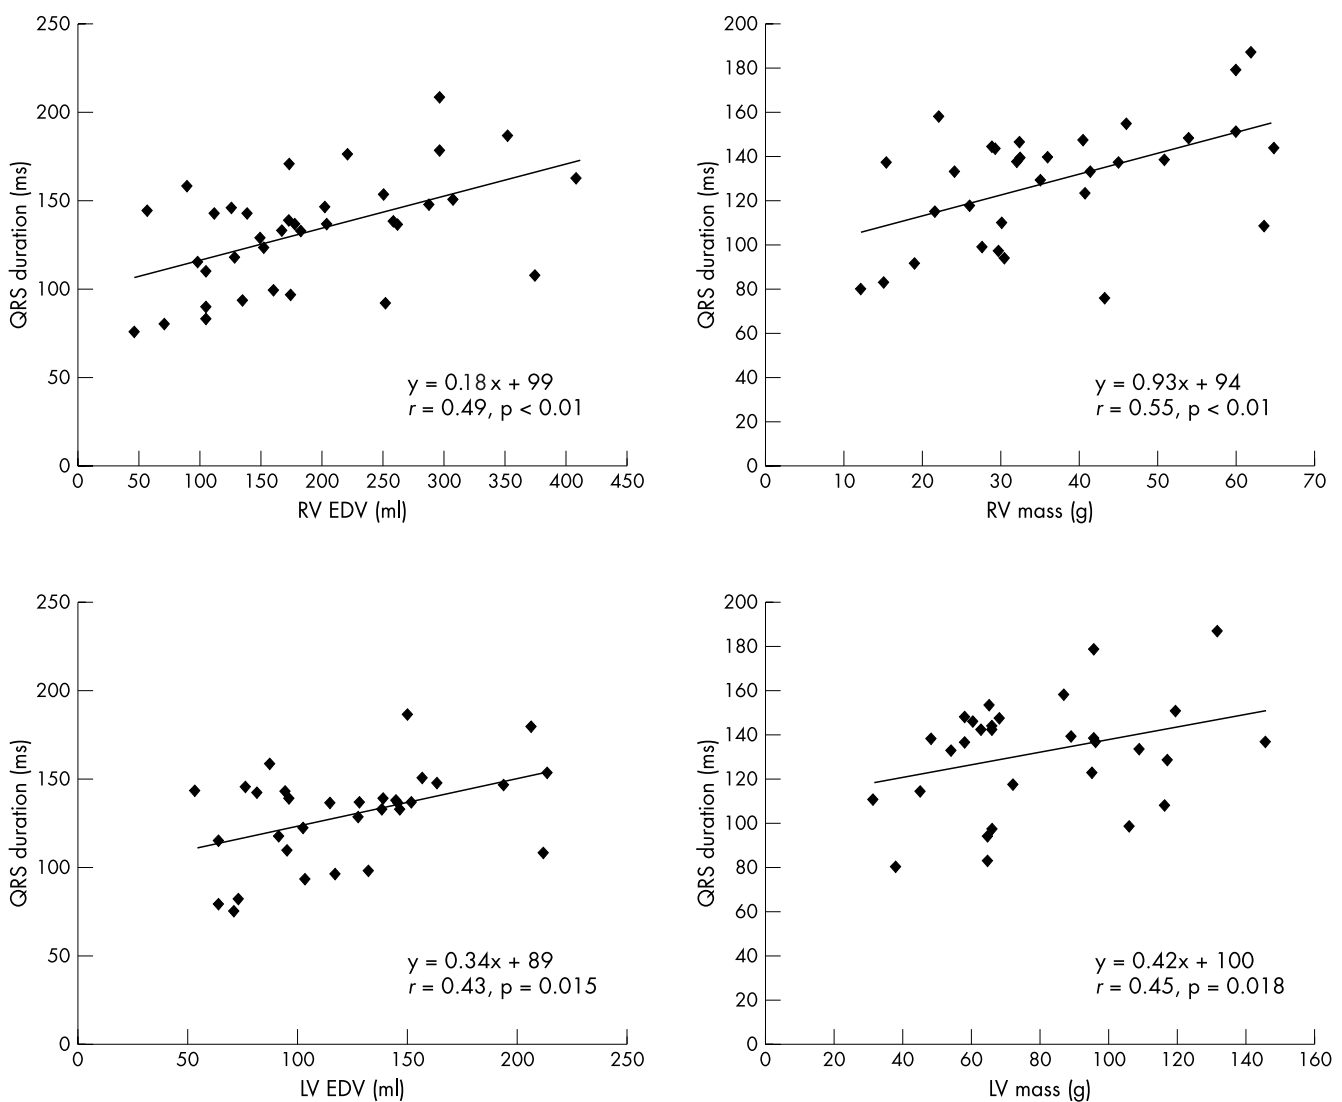 250
200
150
100
50
0
QRS duration (ms)
y = 0.18x + 99
r = 0.49, p < 0.01
0 50 100 150 200 250 300 350 400 450
RV EDV (ml)
200
180
160
140
120
100
80
60
40
20
0
QRS duration (ms)
y = 0.93x + 94
r = 0.55, p < 0.01
0 10 20 30 40 50 60 70
RV mass (g)
250
200
150
100
50
0
QRS duration (ms)
y = 0.34x + 89
r = 0.43, p = 0.015
0 50 100 150 200 250
LV EDV (ml)
200
180
160
140
120
100
80
60
40
20
0
QRS duration (ms)
y = 0.42x + 100
r = 0.45, p = 0.018
0 20 40 60 80 100 120 140 160
LV mass (g)